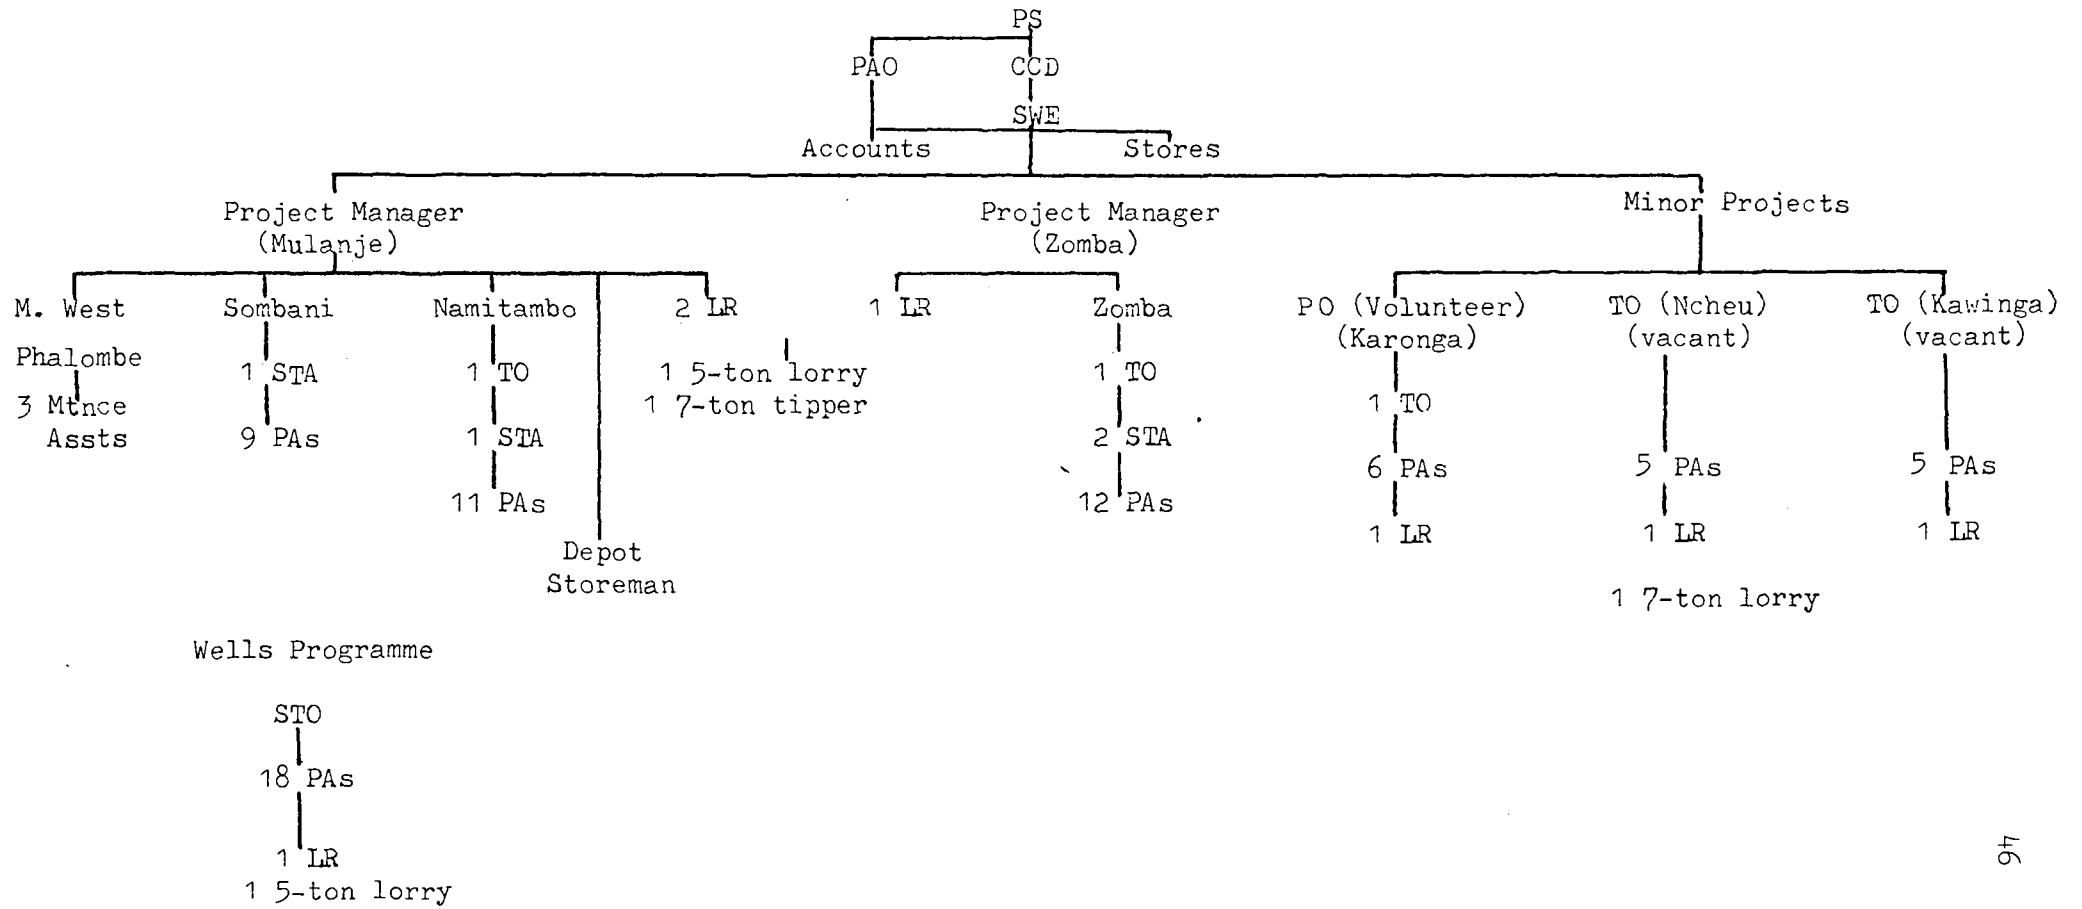 PS
PAO CCD
SWE
Accounts Stores
Project Manager Project Manager Minor Projects
(Mulanje) (Zomba)
M. West Sombani Namitambo 2 LR 1 LR Zomba PO (Volunteer) TO (Ncheu) TO (Kawinga)
(Karonga) (vacant) (vacant)
Phalombe 1 STA 1 TO 1 5-ton lorry 1 TO
3 Mtnce 1 7-ton tipper 1 TO
Assts 9 PAs 1 STA 2 STA
6 PAs 5 PAs 5 PAs
11 PAs 12 PAs
1 LR 1 LR 1 LR
Depot
Storeman
1 7-ton lorry
Wells Programme
STO
18 PAs
1 LR
1 5-ton lorry
46